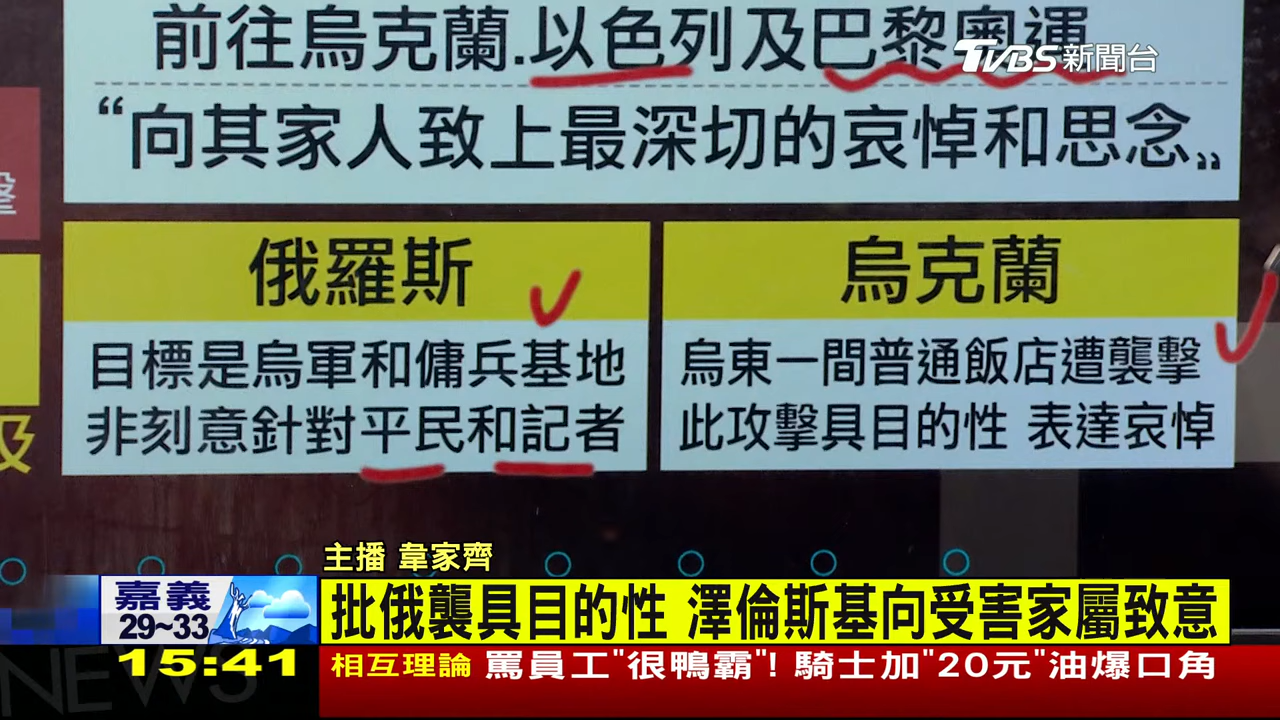 前往烏克蘭.以色列及巴黎奧運
TVBS新聞台
“向其家人致上最深切的哀悼和思念„
擊
俄羅斯
目標是烏軍和傭兵基地
非刻意針對平民和記者
烏克蘭
烏東一間普通飯店遭襲擊
此攻擊具目的性 表達哀悼
及
主播 韋家齊
嘉義
29~33
批俄襲具目的性 澤倫斯基向受害家屬致意
15:41
相互理論 罵員工"很鴨霸"! 騎士加"20元"油爆口角
NEWS